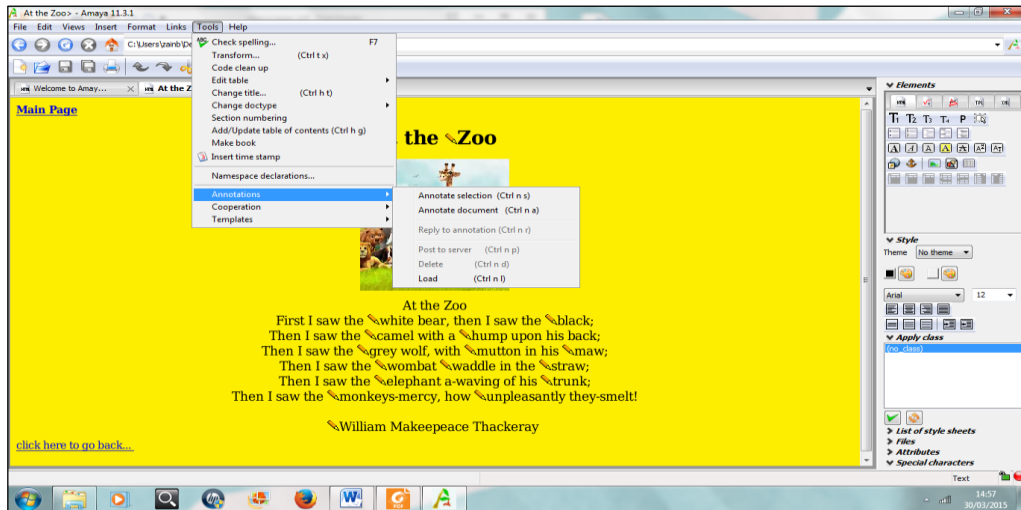 At the Zoo> - Amaya 11.3.1
File Edit Views Insert Format Links Tools Help
C:\Users\zainb\De
Check spelling... F7
Transform... (Ctrl t x)
Code clean up
Edit table
Change title... (Ctrl h t)
Change doctype
Section numbering
Add/Update table of contents (Ctrl h g)
Make book
Insert time stamp
Namespace declarations...
Annotations
Cooperation
Templates
Annotate selection (Ctrl n s)
Annotate document (Ctrl n a)
Reply to annotation (Ctrl n r)
Post to server (Ctrl n p)
Delete (Ctrl n d)
Load (Ctrl n l)
Welcome to Amay...
At the Z
Main Page
the Zoo
At the Zoo
First I saw the white bear, then I saw the black;
Then I saw the camel with a hump upon his back;
Then I saw the grey wolf, with mutton in his maw;
Then I saw the wombat waddle in the straw;
Then I saw the elephant a-waving of his trunk;
Then I saw the monkeys-mercy, how unpleasantly they-smelt!
William Makepeace Thackeray
click here to go back...
Elements
Style
Theme No theme
Arial 12
Apply class
(no_class)
List of style sheets
Files
Attributes
Special characters
Text
14:57
30/03/2015